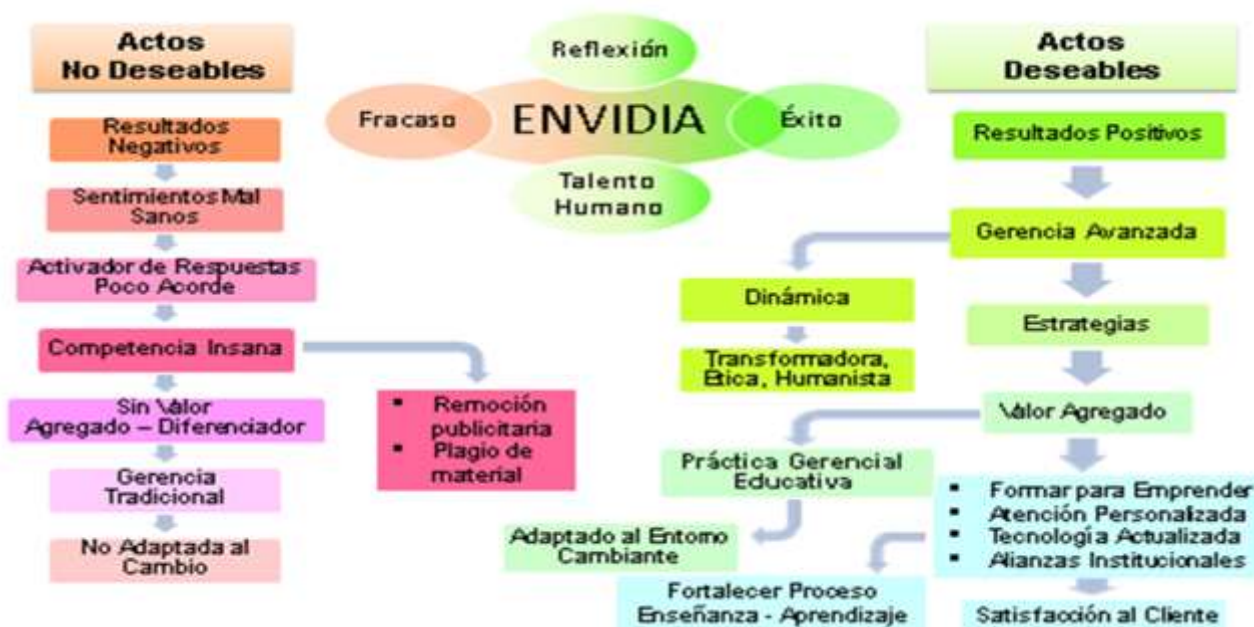 Actos
No Deseables
Resultados
Negativos
Sentimientos Mal
Sanos
Activador de Respuestas
Poco Acorde
Competencia Insana
Sin Valor
Agregado – Diferenciador
Gerencia
Tradicional
No Adaptada al
Cambio
▪ Remoción
publicitaria
▪ Plagio de
material
Reflexión
Fracaso
ENVIDIA
Éxito
Talento
Humano
Actos
Deseables
Resultados Positivos
Gerencia Avanzada
Dinámica
Transformadora,
Ética, Humanista
Estrategias
Valor Agregado
Práctica Gerencial
Educativa
Adaptado al Entorno
Cambiante
▪ Formar para Emprender
▪ Atención Personalizada
▪ Tecnología Actualizada
▪ Alianzas Institucionales
Fortalecer Proceso
Enseñanza - Aprendizaje
Satisfacción al Cliente